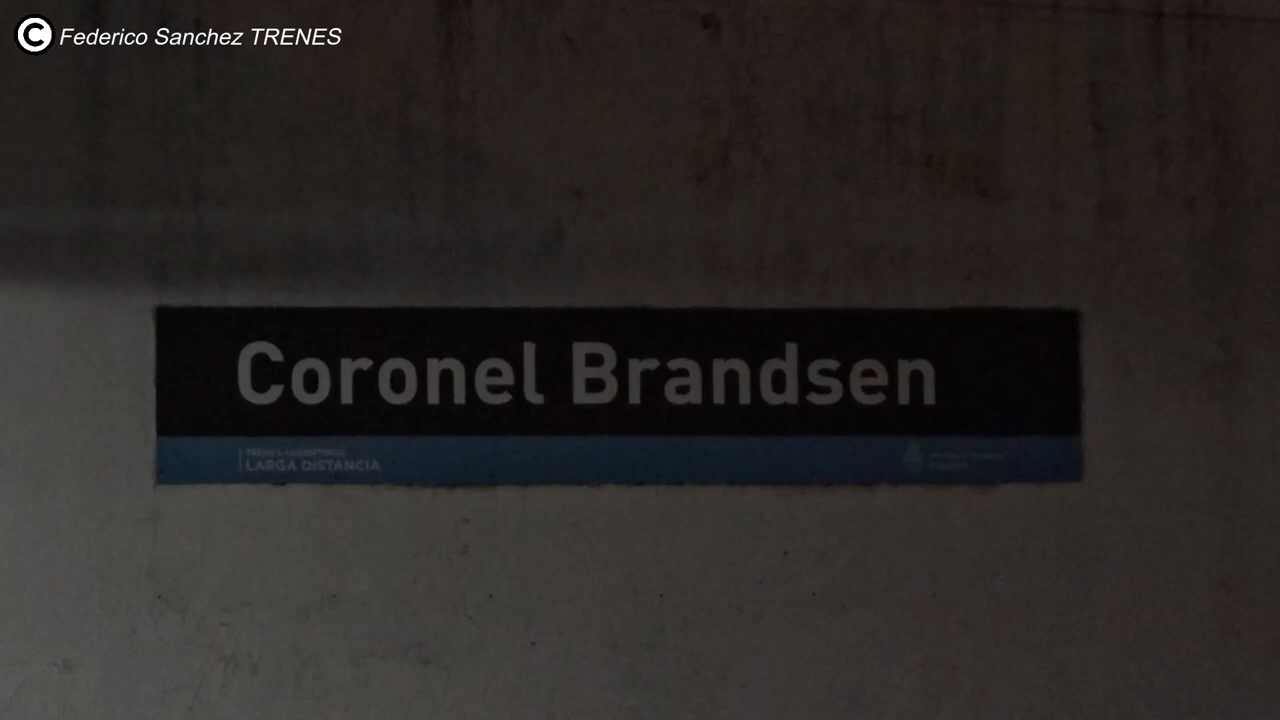 © Federico Sanchez TRENES
Coronel Brandsen
TRENES ARGENTINOS
LARGA DISTANCIA